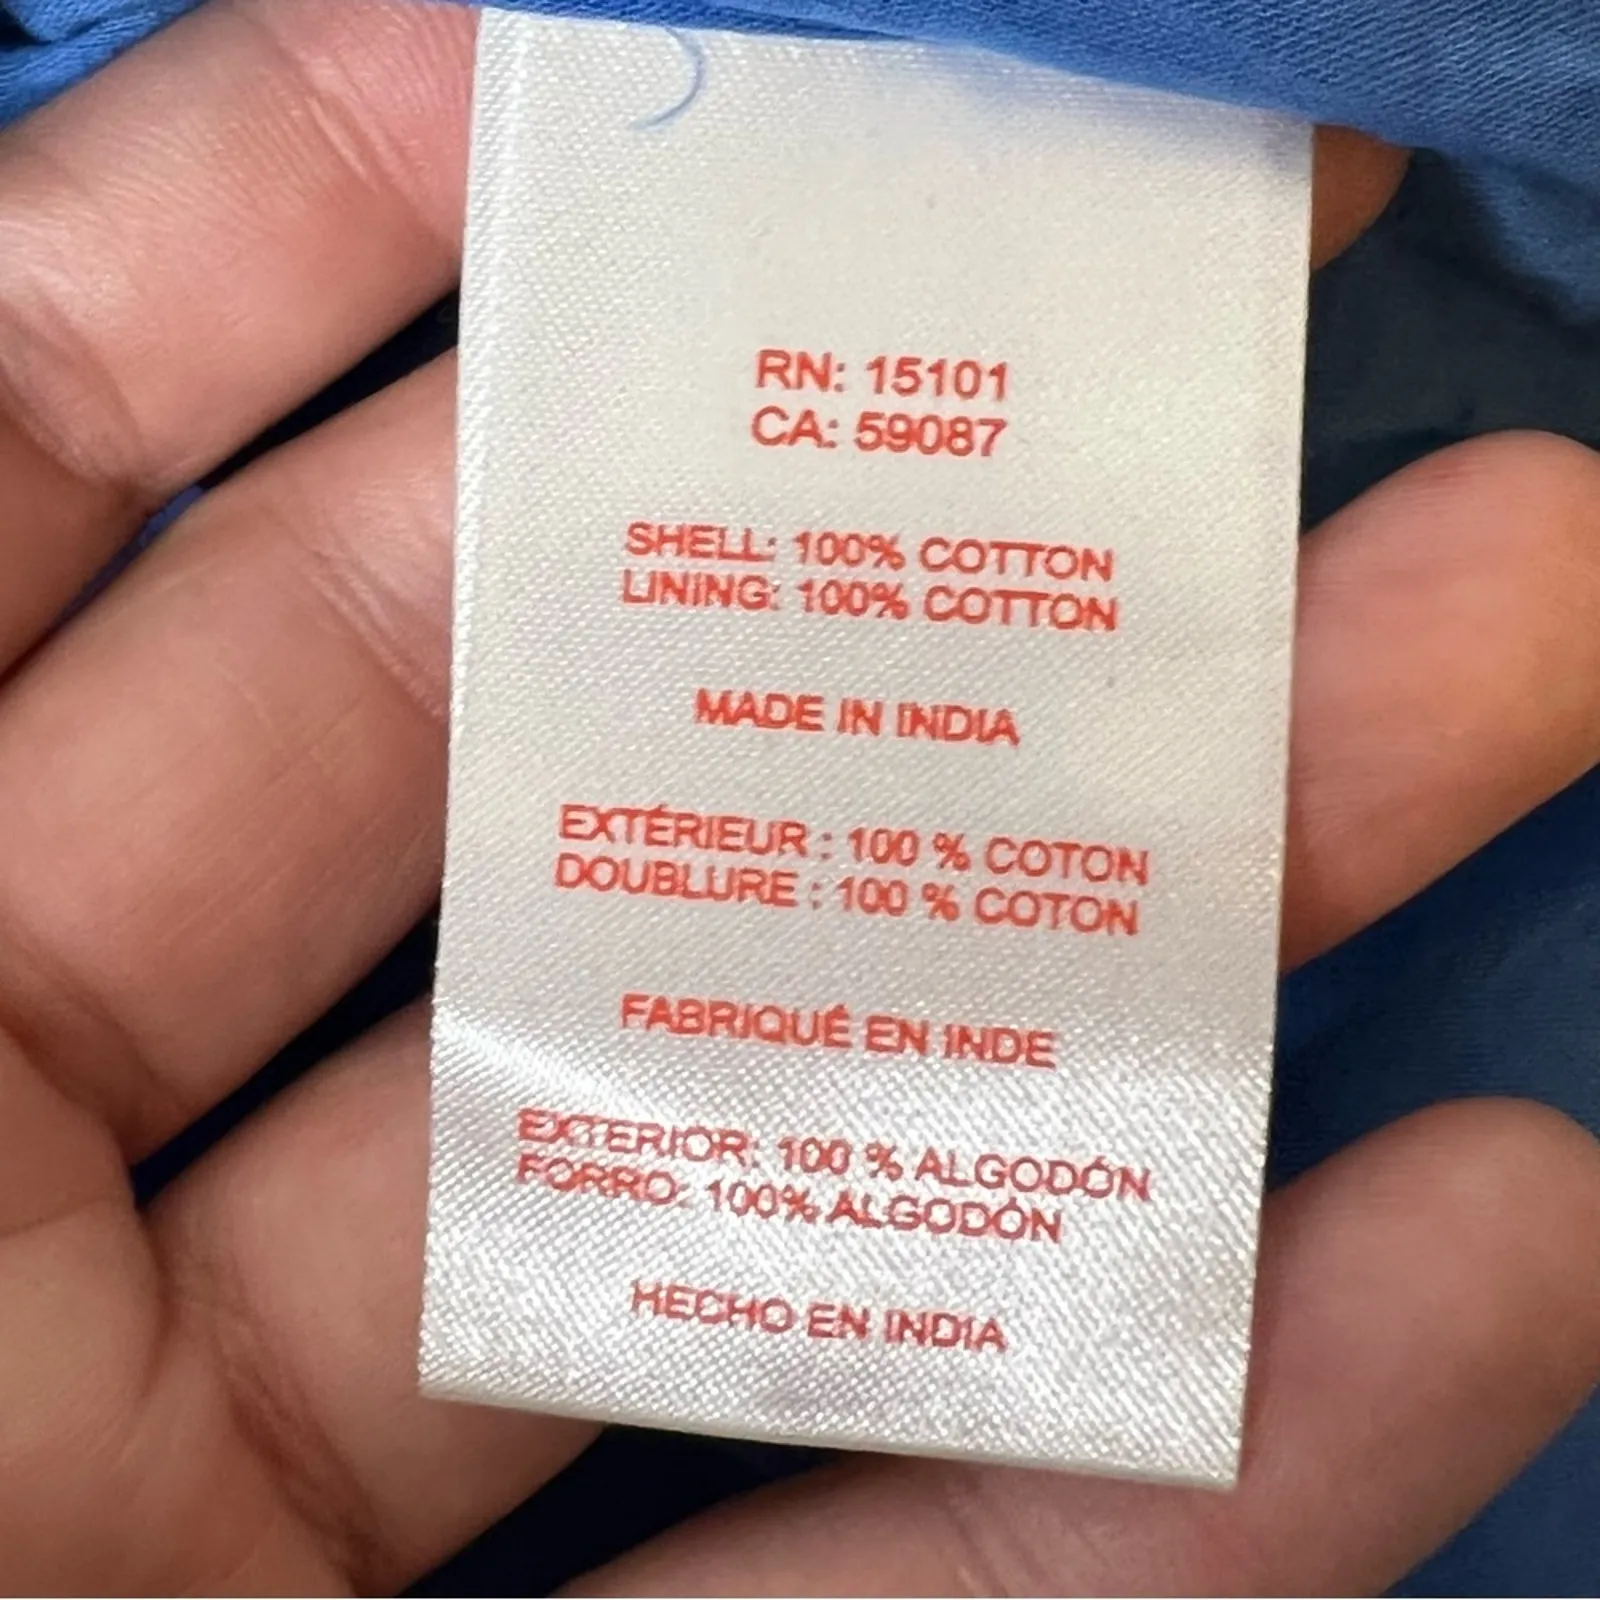 RN: 15101
CA: 59087
SHELL: 100% COTTON
LINING: 100% COTTON
MADE IN INDIA
EXTÉRIEUR : 100 % COTON
DOUBLURE : 100 % COTON
FABRIQUÉ EN INDE
EXTERIOR: 100 % ALGODÓN
FORRO: 100% ALGODÓN
HECHO EN INDIA